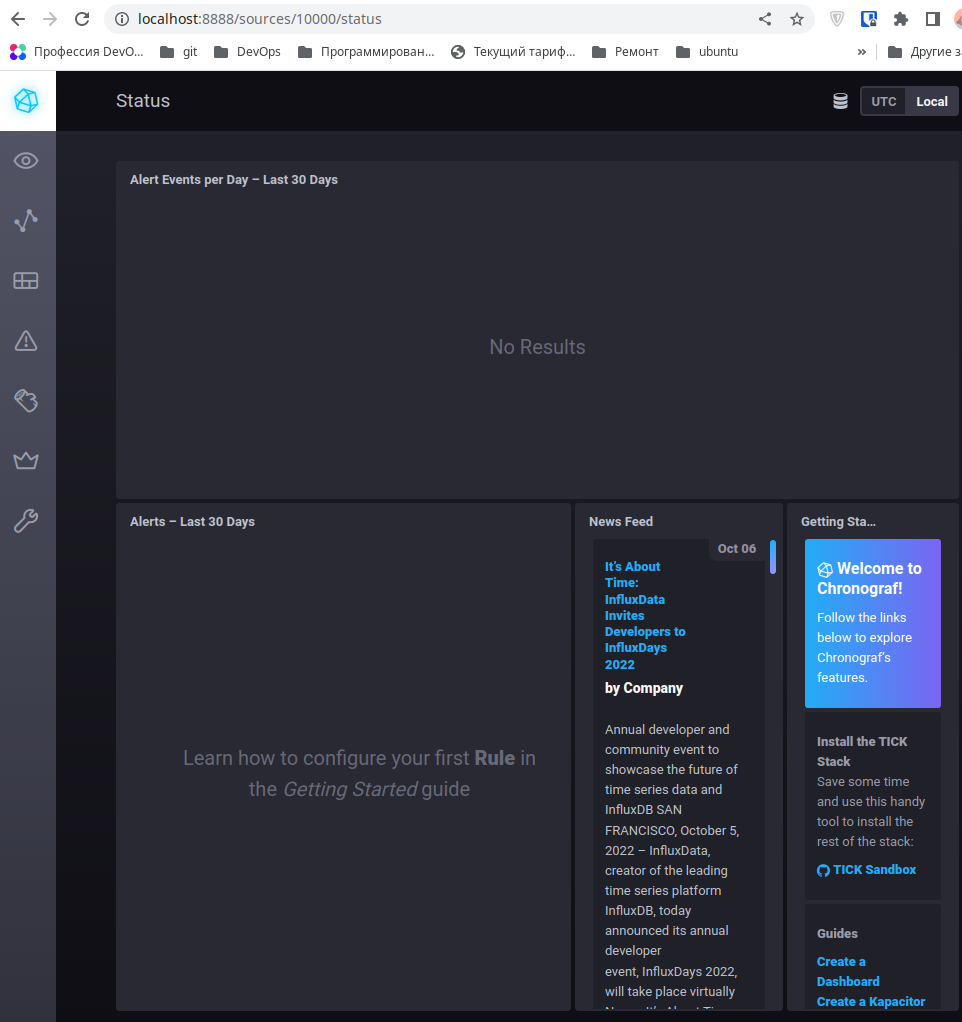 localhost:8888/sources/10000/status
Профессия DevO... git DevOps Программирован... Текущий тариф... Ремонт ubuntu » Другие
Status
UTC Local
Alert Events per Day – Last 30 Days
No Results
Alerts – Last 30 Days
Learn how to configure your first Rule in
the Getting Started guide
News Feed
Oct 06
It's About
Time:
InfluxData
Invites
Developers to
InfluxDays
2022
by Company
Annual developer and
community event to
showcase the future of
time series data and
InfluxDB SAN
FRANCISCO, October 5,
2022 – InfluxData,
creator of the leading
time series platform
InfluxDB, today
announced its annual
developer
event, InfluxDays 2022,
will take place virtually
Getting Sta...
Welcome to
Chronograf!
Follow the links
below to explore
Chronograf's
features.
Install the TICK
Stack
Save some time
and use this handy
tool to install the
rest of the stack:
TICK Sandbox
Guides
Create a
Dashboard
Create a Kapacitor